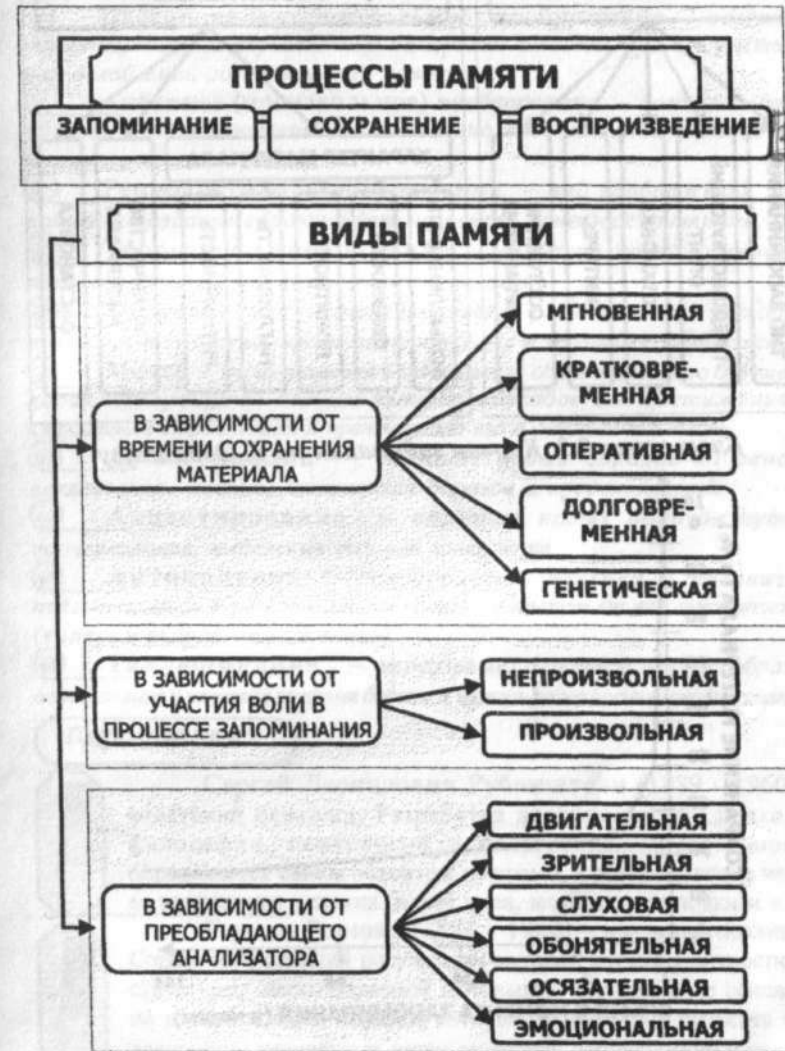 ПРОЦЕССЫ ПАМЯТИ
ЗАПОМИНАНИЕ
СОХРАНЕНИЕ
ВОСПРОИЗВЕДЕНИЕ
ВИДЫ ПАМЯТИ
В ЗАВИСИМОСТИ ОТ
ВРЕМЕНИ СОХРАНЕНИЯ
МАТЕРИАЛА
МГНОВЕННАЯ
КРАТКОВРЕ-
МЕННАЯ
ОПЕРАТИВНАЯ
ДОЛГОВРЕ-
МЕННАЯ
ГЕНЕТИЧЕСКАЯ
В ЗАВИСИМОСТИ ОТ
УЧАСТИЯ ВОЛИ В
ПРОЦЕССЕ ЗАПОМИНАНИЯ
НЕПРОИЗВОЛЬНАЯ
ПРОИЗВОЛЬНАЯ
В ЗАВИСИМОСТИ ОТ
ПРЕОБЛАДАЮЩЕГО
АНАЛИЗАТОРА
ДВИГАТЕЛЬНАЯ
ЗРИТЕЛЬНАЯ
СЛУХОВАЯ
ОБОНЯТЕЛЬНАЯ
ОСЯЗАТЕЛЬНАЯ
ЭМОЦИОНАЛЬНАЯ